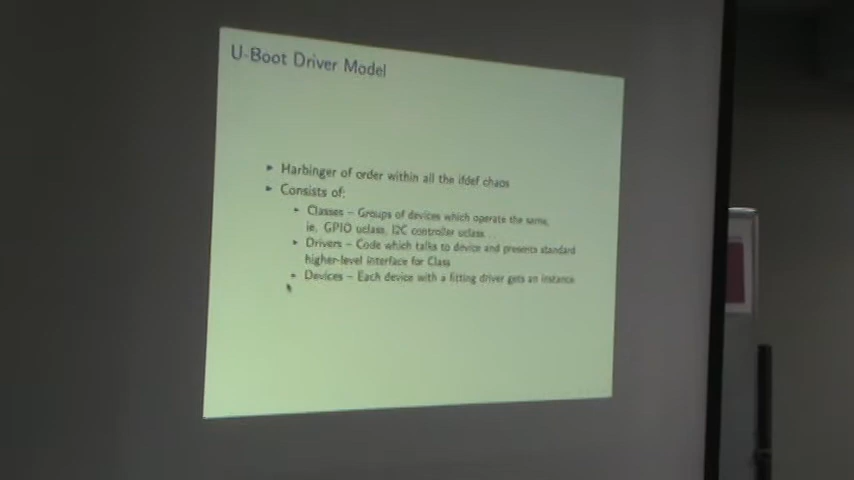 U-Boot Driver Model
▸ Harbinger of order within all the ifdef chaos
▸ Consists of:
▸ Classes – Groups of devices which operate the same,
ie. GPIO uclass, I2C controller uclass...
▸ Drivers – Code which talks to device and presents standard
higher-level interface for Class
▸ Devices – Each device with a fitting driver gets an instance